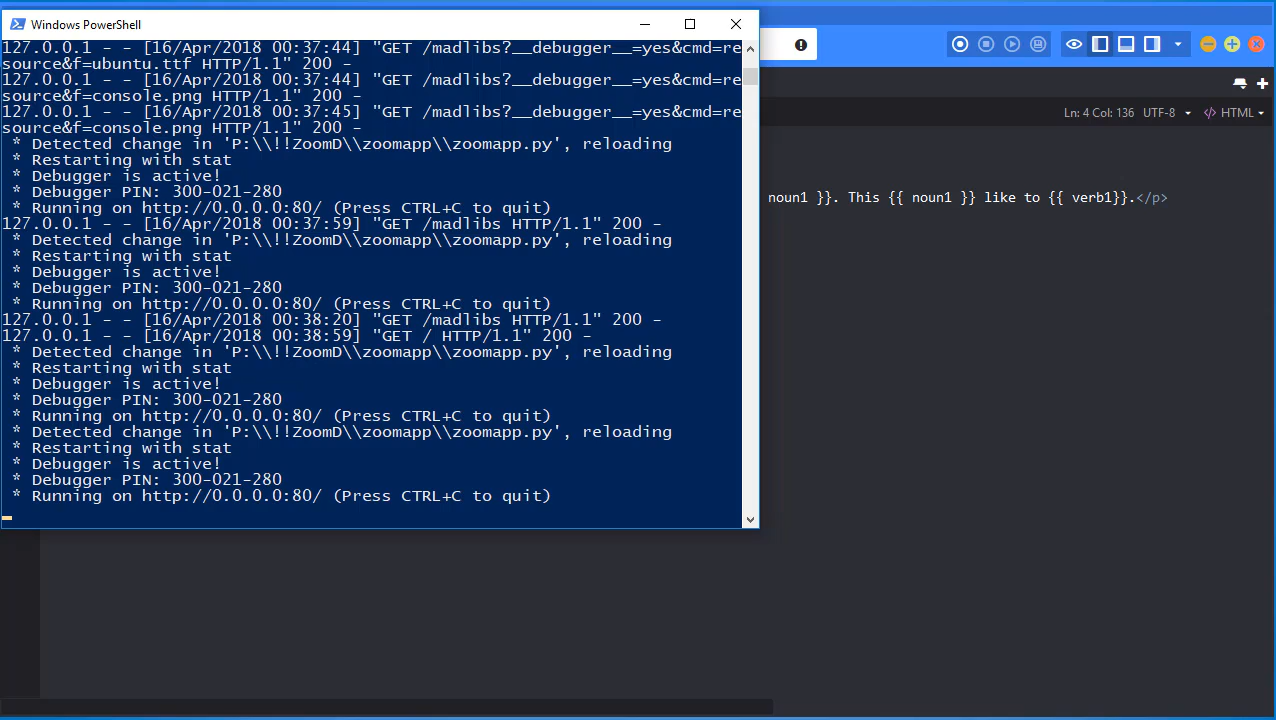 Windows PowerShell
127.0.0.1 - - [16/Apr/2018 00:37:44] "GET /madlibs?__debugger__=yes&cmd=re
source&f=ubuntu.ttf HTTP/1.1" 200 -
127.0.0.1 - - [16/Apr/2018 00:37:44] "GET /madlibs?__debugger__=yes&cmd=re
source&f=console.png HTTP/1.1" 200 -
127.0.0.1 - - [16/Apr/2018 00:37:45] "GET /madlibs?__debugger__=yes&cmd=re
source&f=console.png HTTP/1.1" 200 -
* Detected change in 'P:\\!!ZoomD\\zoomapp\\zoomapp.py', reloading
* Restarting with stat
* Debugger is active!
* Debugger PIN: 300-021-280
* Running on http://0.0.0.0:80/ (Press CTRL+C to quit)
127.0.0.1 - - [16/Apr/2018 00:37:59] "GET /madlibs HTTP/1.1" 200 -
* Detected change in 'P:\\!!ZoomD\\zoomapp\\zoomapp.py', reloading
* Restarting with stat
* Debugger is active!
* Debugger PIN: 300-021-280
* Running on http://0.0.0.0:80/ (Press CTRL+C to quit)
127.0.0.1 - - [16/Apr/2018 00:38:20] "GET /madlibs HTTP/1.1" 200 -
127.0.0.1 - - [16/Apr/2018 00:38:59] "GET / HTTP/1.1" 200 -
* Detected change in 'P:\\!!ZoomD\\zoomapp\\zoomapp.py', reloading
* Restarting with stat
* Debugger is active!
* Debugger PIN: 300-021-280
* Running on http://0.0.0.0:80/ (Press CTRL+C to quit)
* Detected change in 'P:\\!!ZoomD\\zoomapp\\zoomapp.py', reloading
* Restarting with stat
* Debugger is active!
* Debugger PIN: 300-021-280
* Running on http://0.0.0.0:80/ (Press CTRL+C to quit)
Ln: 4 Col: 136 UTF-8 HTML
noun1 }}. This {{ noun1 }} like to {{ verb1}}.</p>